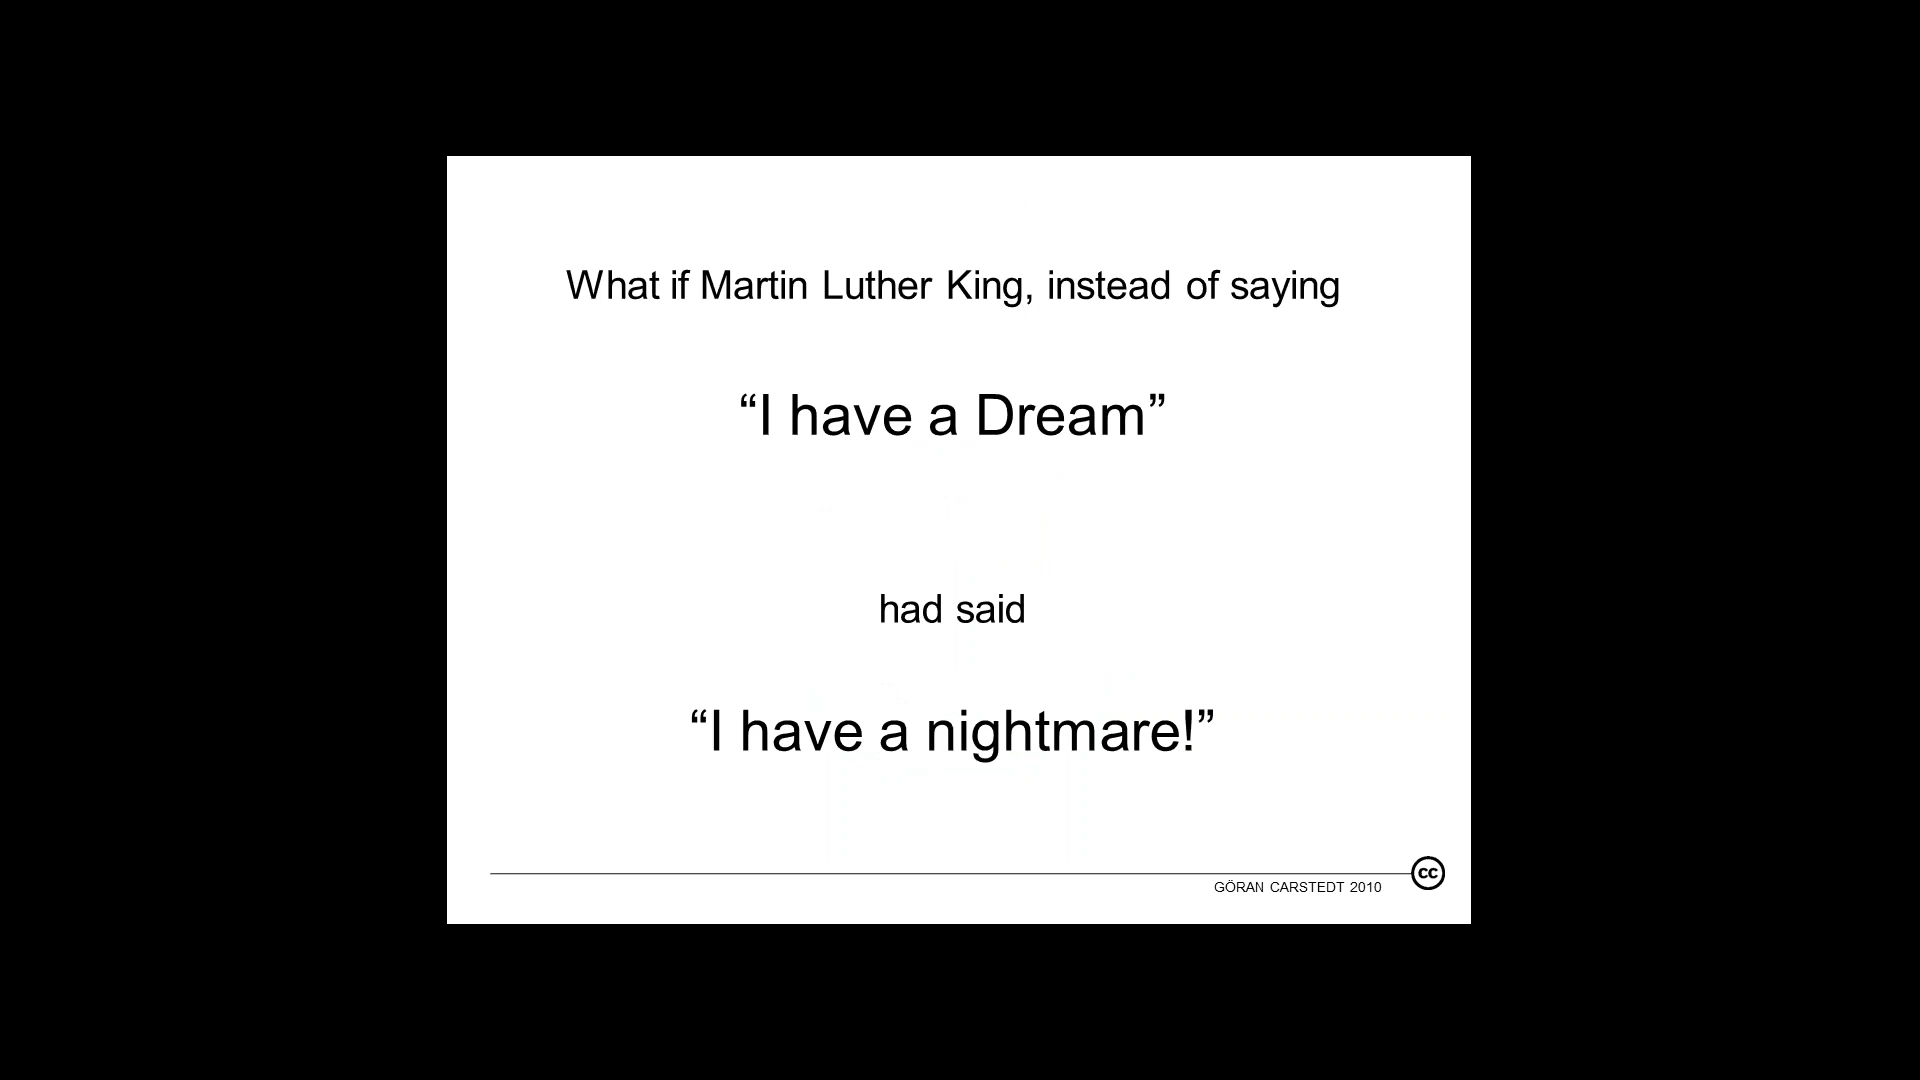 What if Martin Luther King, instead of saying
“I have a Dream”
had said
“I have a nightmare!”
cc
GÖRAN CARSTEDT 2010